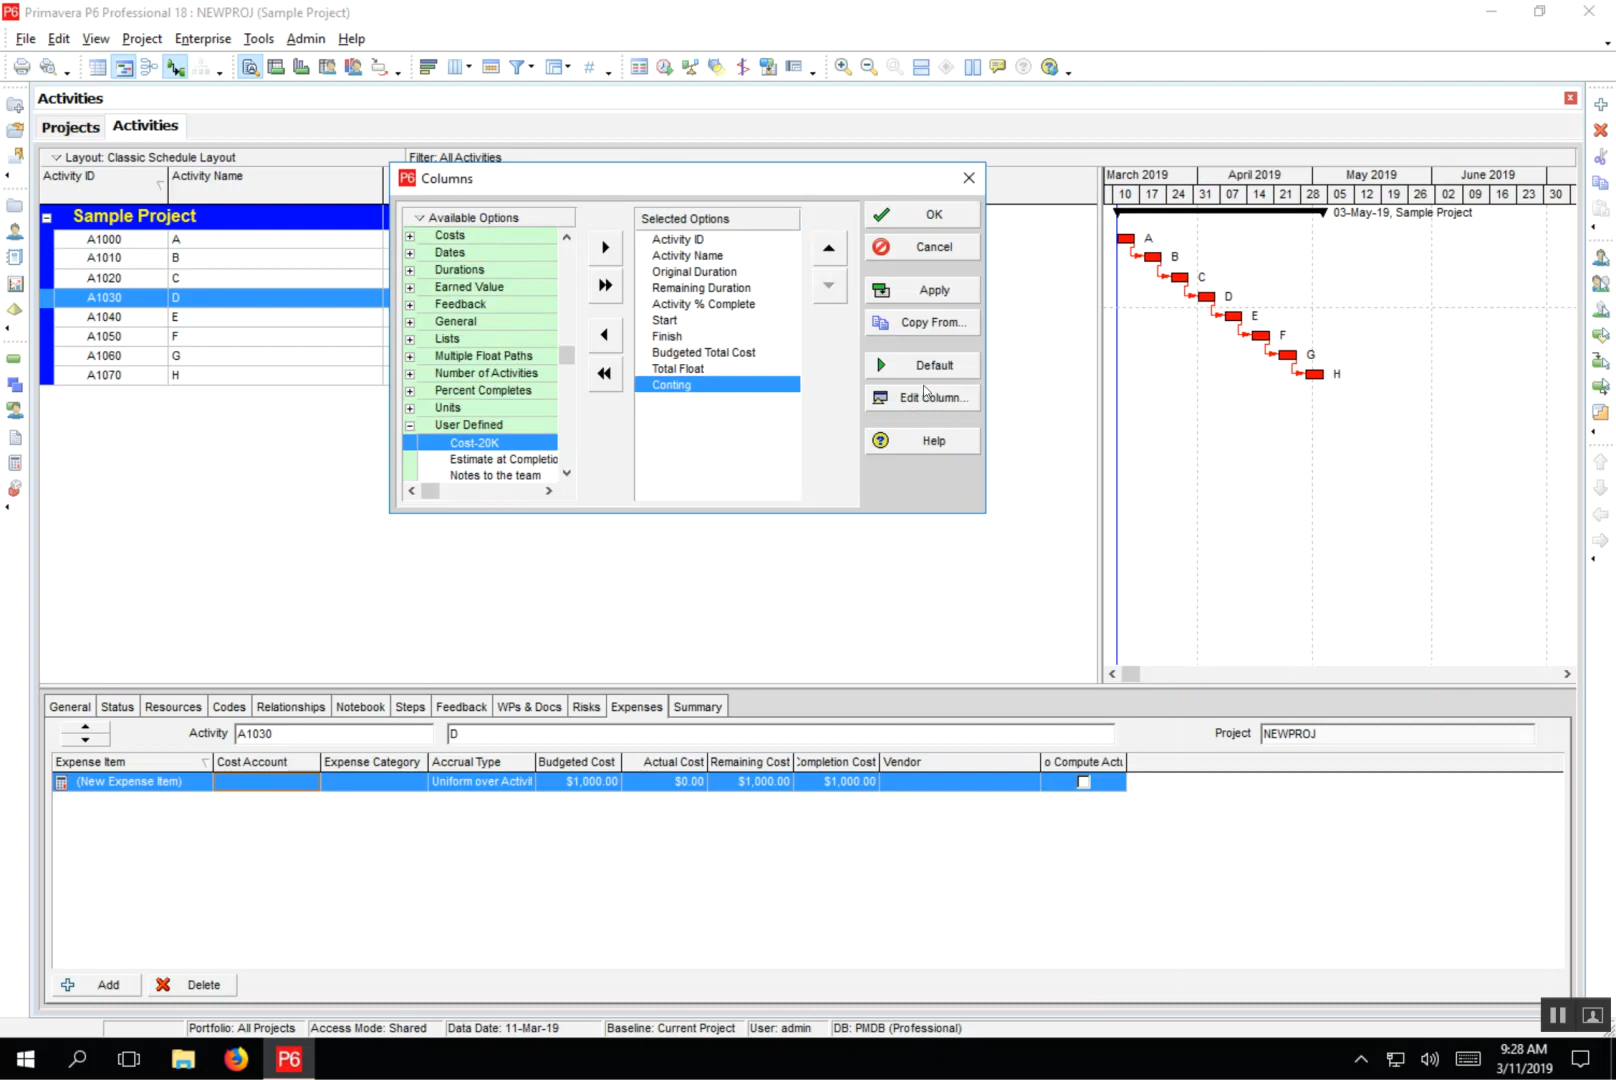 P6 Primavera P6 Professional 18 : NEWPROJ (Sample Project)
File Edit View Project Enterprise Tools Admin Help
Activities
Projects Activities
Layout: Classic Schedule Layout Filter: All Activities
Activity ID Activity Name
Sample Project
A1000 A
A1010 B
A1020 C
A1030 D
A1040 E
A1050 F
A1060 G
A1070 H
P6 Columns
Available Options
Costs
Dates
Durations
Earned Value
Feedback
General
Lists
Multiple Float Paths
Number of Activities
Percent Completes
Units
User Defined
Cost-20K
Estimate at Completio
Notes to the team
Selected Options
Activity ID
Activity Name
Original Duration
Remaining Duration
Activity % Complete
Start
Finish
Budgeted Total Cost
Total Float
Conting
OK
Cancel
Apply
Copy From...
Default
Edit Column...
Help
March 2019 April 2019 May 2019 June 2019
10 17 24 31 07 14 21 28 05 12 19 26 02 09 16 23 30
03-May-19, Sample Project
A
B
C
D
E
F
G
H
General Status Resources Codes Relationships Notebook Steps Feedback WPs & Docs Risks Expenses Summary
Activity A1030 D Project NEWPROJ
Expense Item Cost Account Expense Category Accrual Type Budgeted Cost Actual Cost Remaining Cost Completion Cost Vendor o Compute Actu
(New Expense Item) Uniform over Activit $1,000.00 $0.00 $1,000.00 $1,000.00
Add Delete
Portfolio: All Projects Access Mode: Shared Data Date: 11-Mar-19 Baseline: Current Project User: admin DB: PMDB (Professional)
P6
9:28 AM
3/11/2019